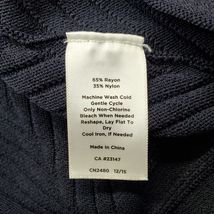 65% Rayon
35% Nylon
Machine Wash Cold
Gentle Cycle
Only Non-Chlorine
Bleach When Needed
Reshape, Lay Flat To
Dry
Cool Iron, If Needed
Made in China
CA #23147
CN2480 12/15